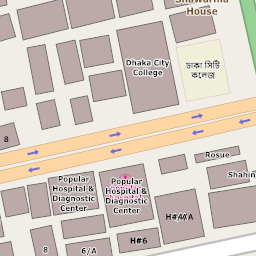 Shawarma
House
Dhaka City
College
ঢাকা সিটি
কলেজ
8
Rosue
Popular
Hospital &
Diagnostic
Center
Popular
Hospital &
Diagnostic
Center
Shahin
H#A/A
H#6
8
6/A